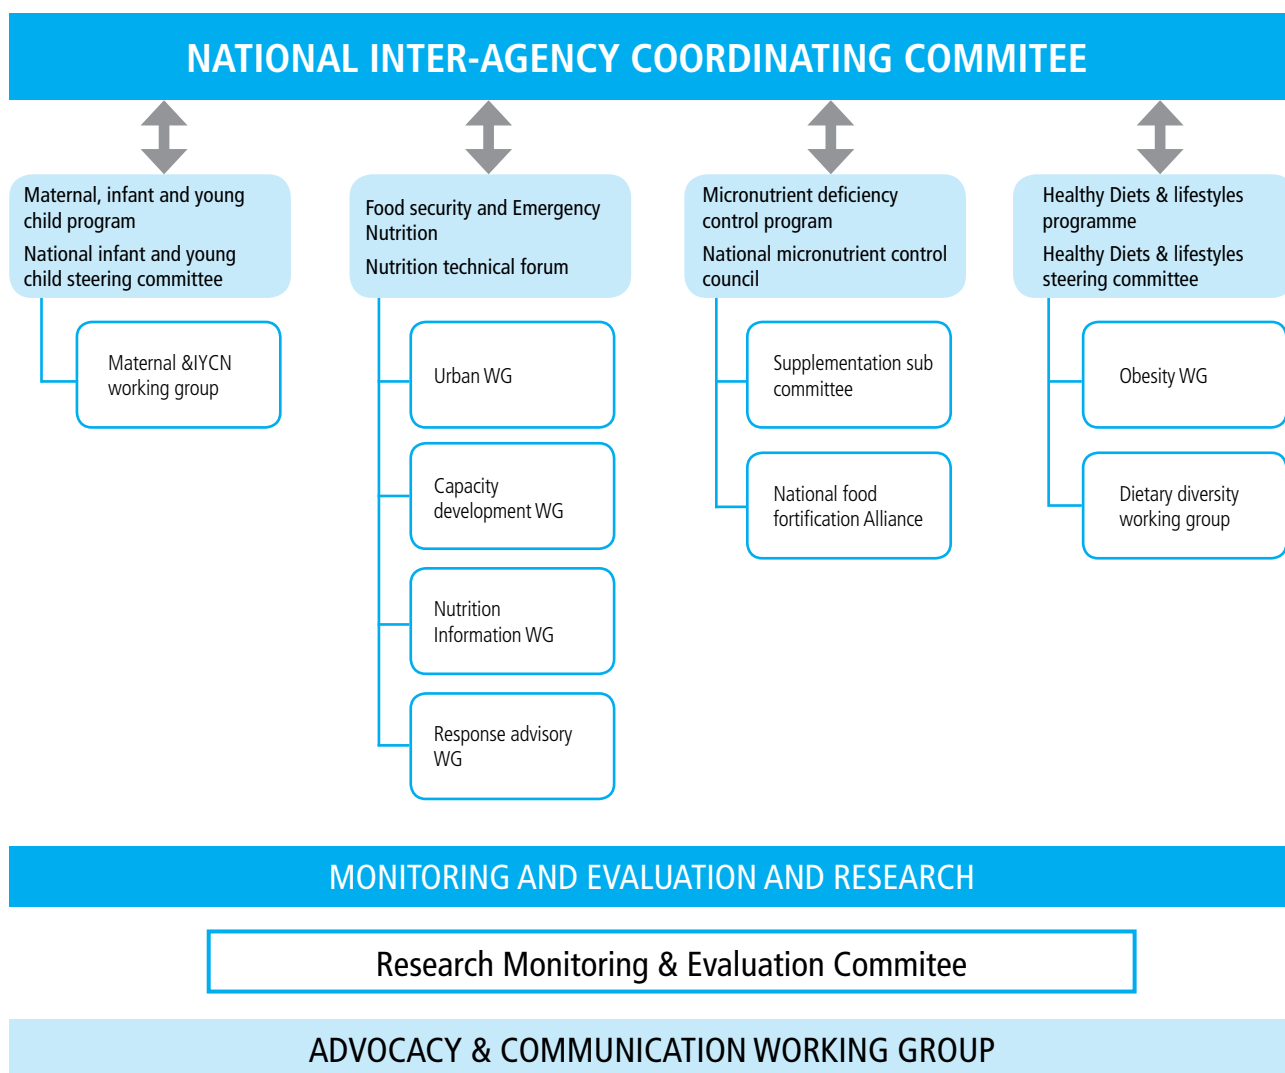 NATIONAL INTER-AGENCY COORDINATING COMMITEE
Maternal, infant and young
child program
National infant and young
child steering committee
Maternal &IYCN
working group
Food security and Emergency
Nutrition
Nutrition technical forum
Urban WG
Capacity
development WG
Nutrition
Information WG
Response advisory
WG
Micronutrient deficiency
control program
National micronutrient control
council
Supplementation sub
committee
National food
fortification Alliance
Healthy Diets & lifestyles
programme
Healthy Diets & lifestyles
steering committee
Obesity WG
Dietary diversity
working group
MONITORING AND EVALUATION AND RESEARCH
Research Monitoring & Evaluation Commitee
ADVOCACY & COMMUNICATION WORKING GROUP